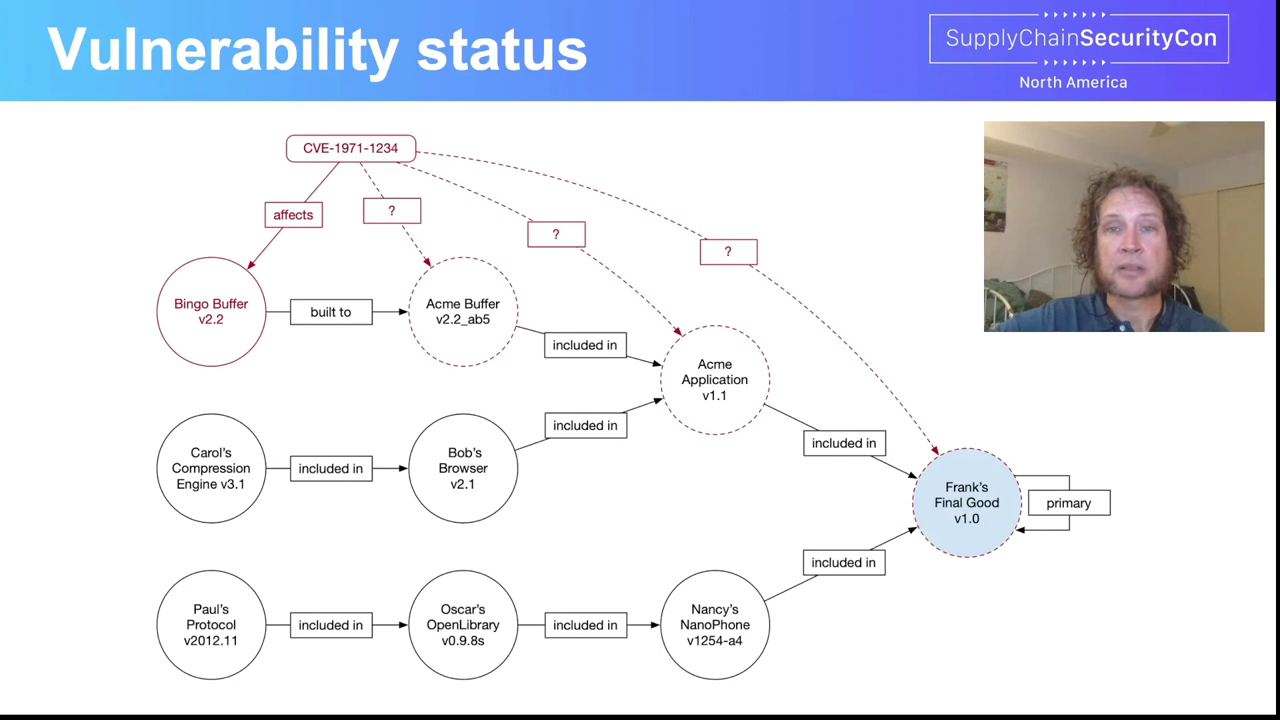 Vulnerability status
SupplyChainSecurityCon
North America
CVE-1971-1234
affects
?
?
?
Bingo Buffer
v2.2
built to
Acme Buffer
v2.2_ab5
included in
Acme
Application
v1.1
included in
included in
Carol's
Compression
Engine v3.1
included in
Bob's
Browser
v2.1
Frank's
Final Good
v1.0
primary
included in
Paul's
Protocol
v2012.11
included in
Oscar's
OpenLibrary
v0.9.8s
included in
Nancy's
NanoPhone
v1254-a4